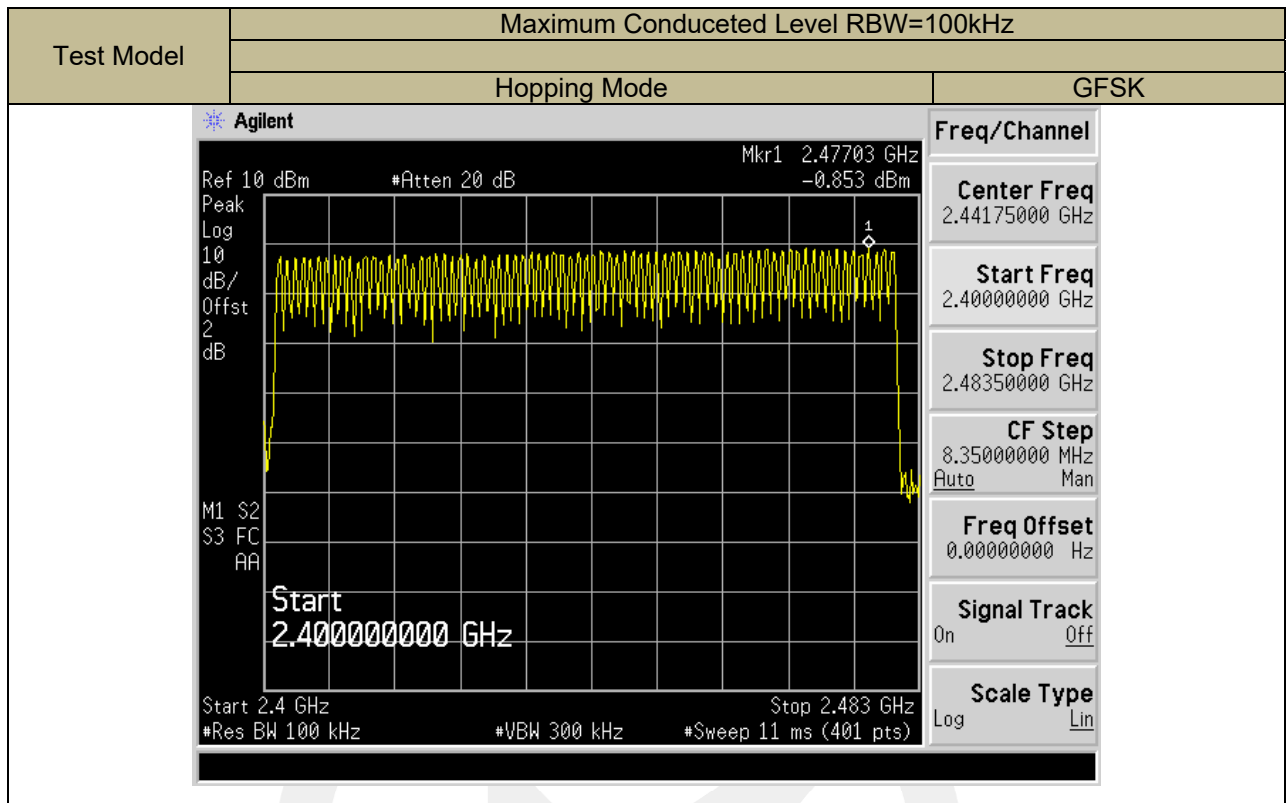 Maximum Conduceted Level RBW=100kHz
Test Model
Hopping Mode
GFSK
Agilent
Mkr1 2.47703 GHz
Ref 10 dBm #Atten 20 dB -0.853 dBm
Peak
Log
10
dB/
Offst
2
dB
1
M1 S2
S3 FC
AA
Start
2.400000000 GHz
Start 2.4 GHz Stop 2.483 GHz
#Res BW 100 kHz #VBW 300 kHz #Sweep 11 ms (401 pts)
Freq/Channel
Center Freq
2.44175000 GHz
Start Freq
2.40000000 GHz
Stop Freq
2.48350000 GHz
CF Step
8.35000000 MHz
Auto Man
Freq Offset
0.00000000 Hz
Signal Track
On Off
Scale Type
Log Lin